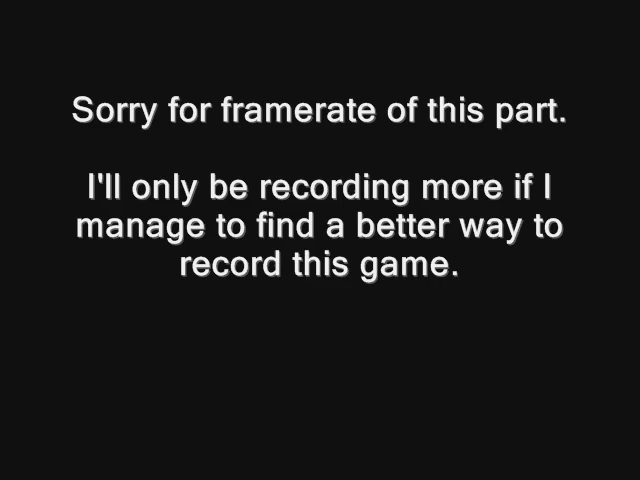 Sorry for framerate of this part.
I'll only be recording more if I
manage to find a better way to
record this game.